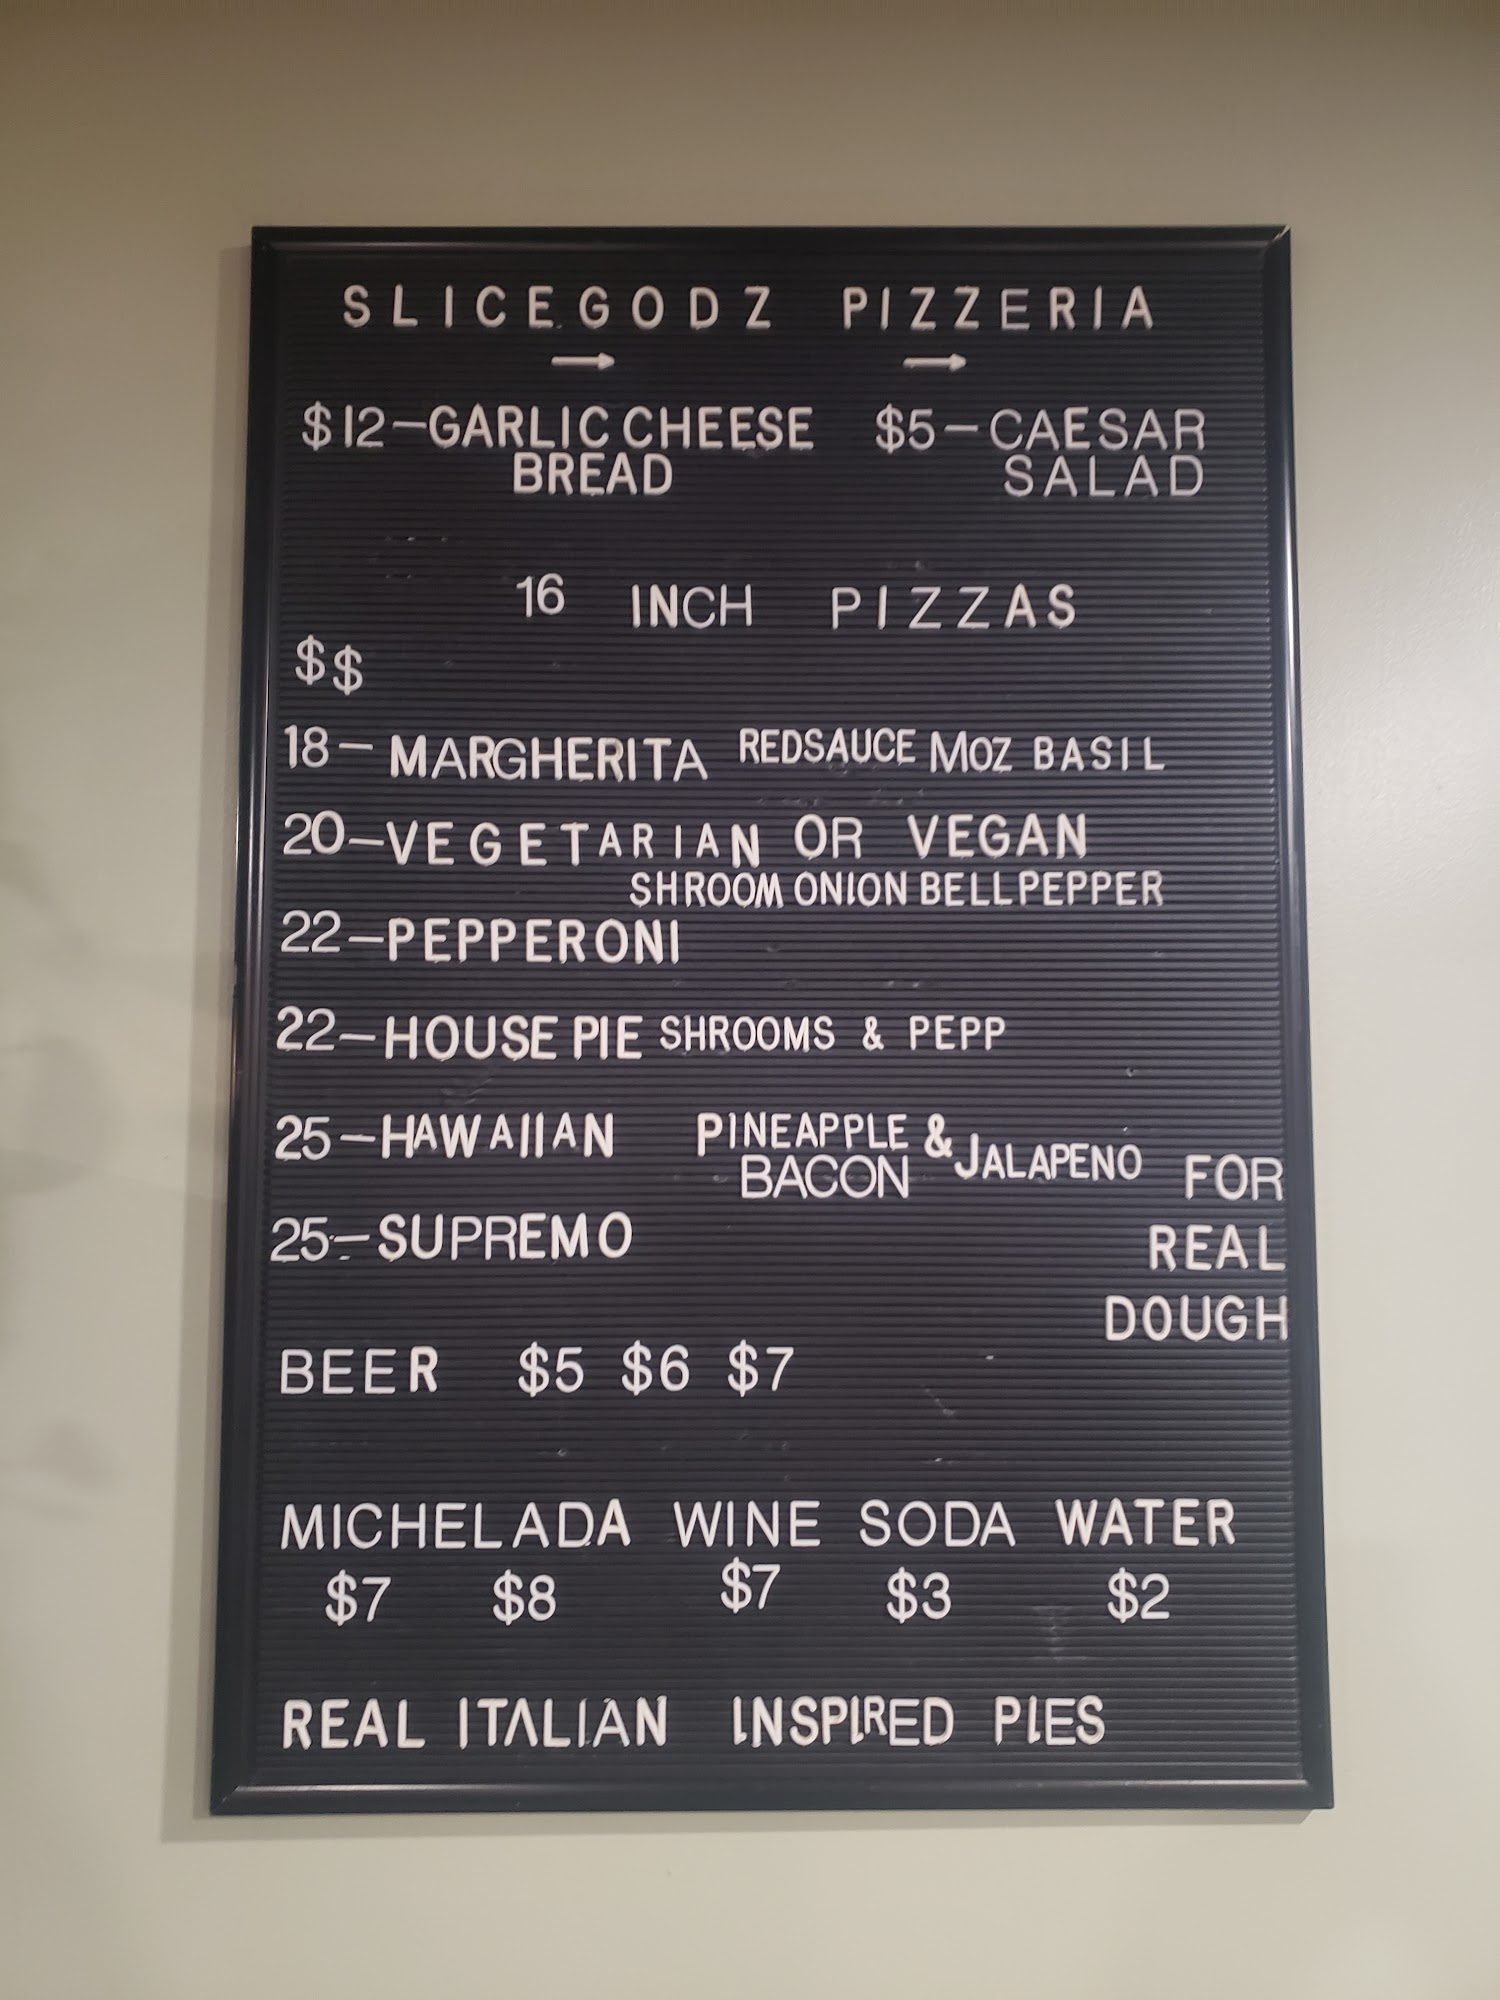 SLICEGODZ PIZZERIA
→ →
$12–GARLIC CHEESE BREAD
$5–CAESAR SALAD
16 INCH PIZZAS
$$
18– MARGHERITA REDSAUCE MOZ BASIL
20–VEGETARIAN OR VEGAN
SHROOM ONION BELLPEPPER
22–PEPPERONI
22–HOUSE PIE SHROOMS & PEPP
25–HAWAIIAN PINEAPPLE & JALAPENO
BACON
25–SUPREMO
FOR
REAL
DOUGH
BEER $5 $6 $7
MICHELADA WINE SODA WATER
$7 $8 $7 $3 $2
REAL ITALIAN INSPIRED PIES